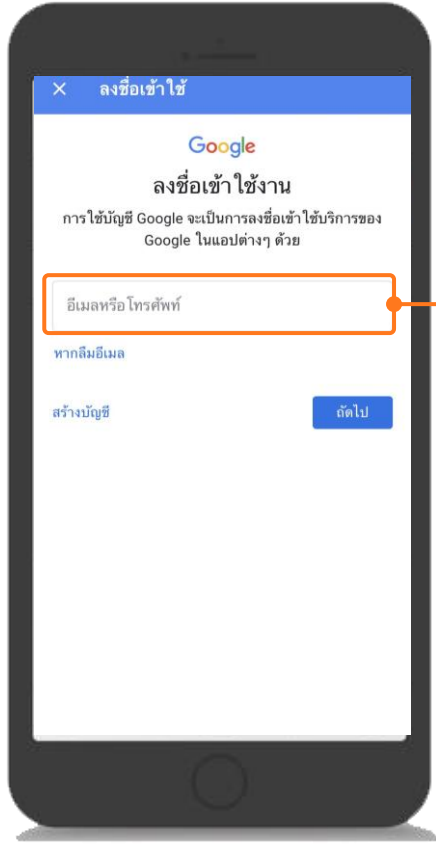 × ลงชื่อเข้าใช้
Google
ลงชื่อเข้าใช้งาน
การใช้บัญชี Google จะเป็นการลงชื่อเข้าใช้บริการของ
Google ในแอปต่างๆ ด้วย
อีเมลหรือโทรศัพท์
หากลืมอีเมล
สร้างบัญชี
ถัดไป